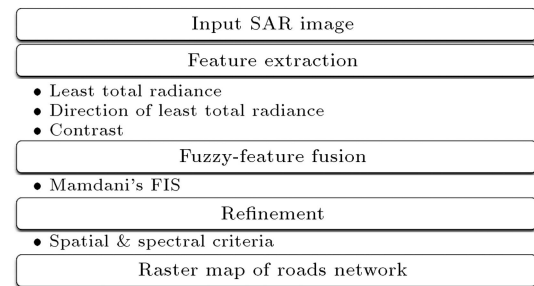 Input SAR image
Feature extraction
• Least total radiance
• Direction of least total radiance
• Contrast
Fuzzy-feature fusion
• Mamdani's FIS
Refinement
• Spatial & spectral criteria
Raster map of roads network